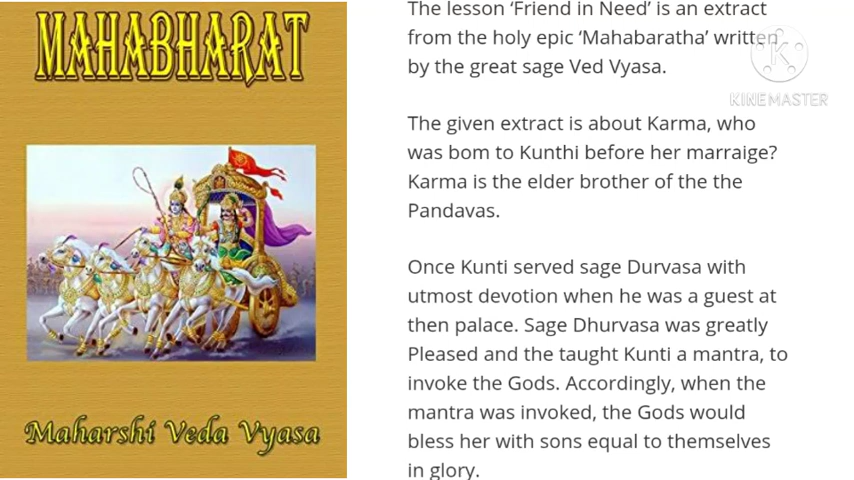 MAHABHARAT
Maharshi Veda Vyasa
The lesson ‘Friend in Need’ is an extract
from the holy epic ‘Mahabaratha’ written
by the great sage Ved Vyasa.
K
KINEMASTER
The given extract is about Karma, who
was bom to Kunthi before her marraige?
Karma is the elder brother of the the
Pandavas.
Once Kunti served sage Durvasa with
utmost devotion when he was a guest at
then palace. Sage Dhurvasa was greatly
Pleased and the taught Kunti a mantra, to
invoke the Gods. Accordingly, when the
mantra was invoked, the Gods would
bless her with sons equal to themselves
in glory.